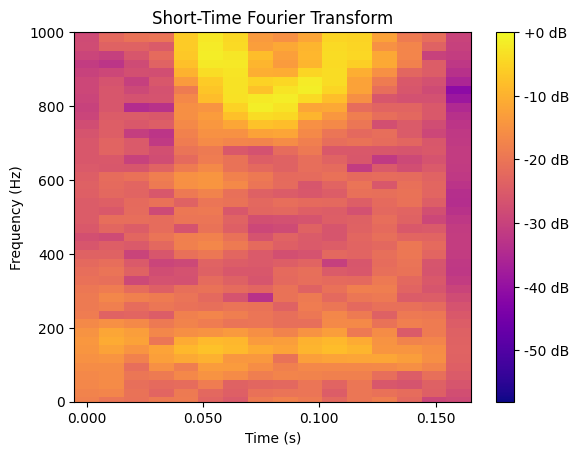 Short-Time Fourier Transform
1000
800
600
400
200
0
Frequency (Hz)
0.000
0.050
0.100
0.150
Time (s)
+0 dB
-10 dB
-20 dB
-30 dB
-40 dB
-50 dB